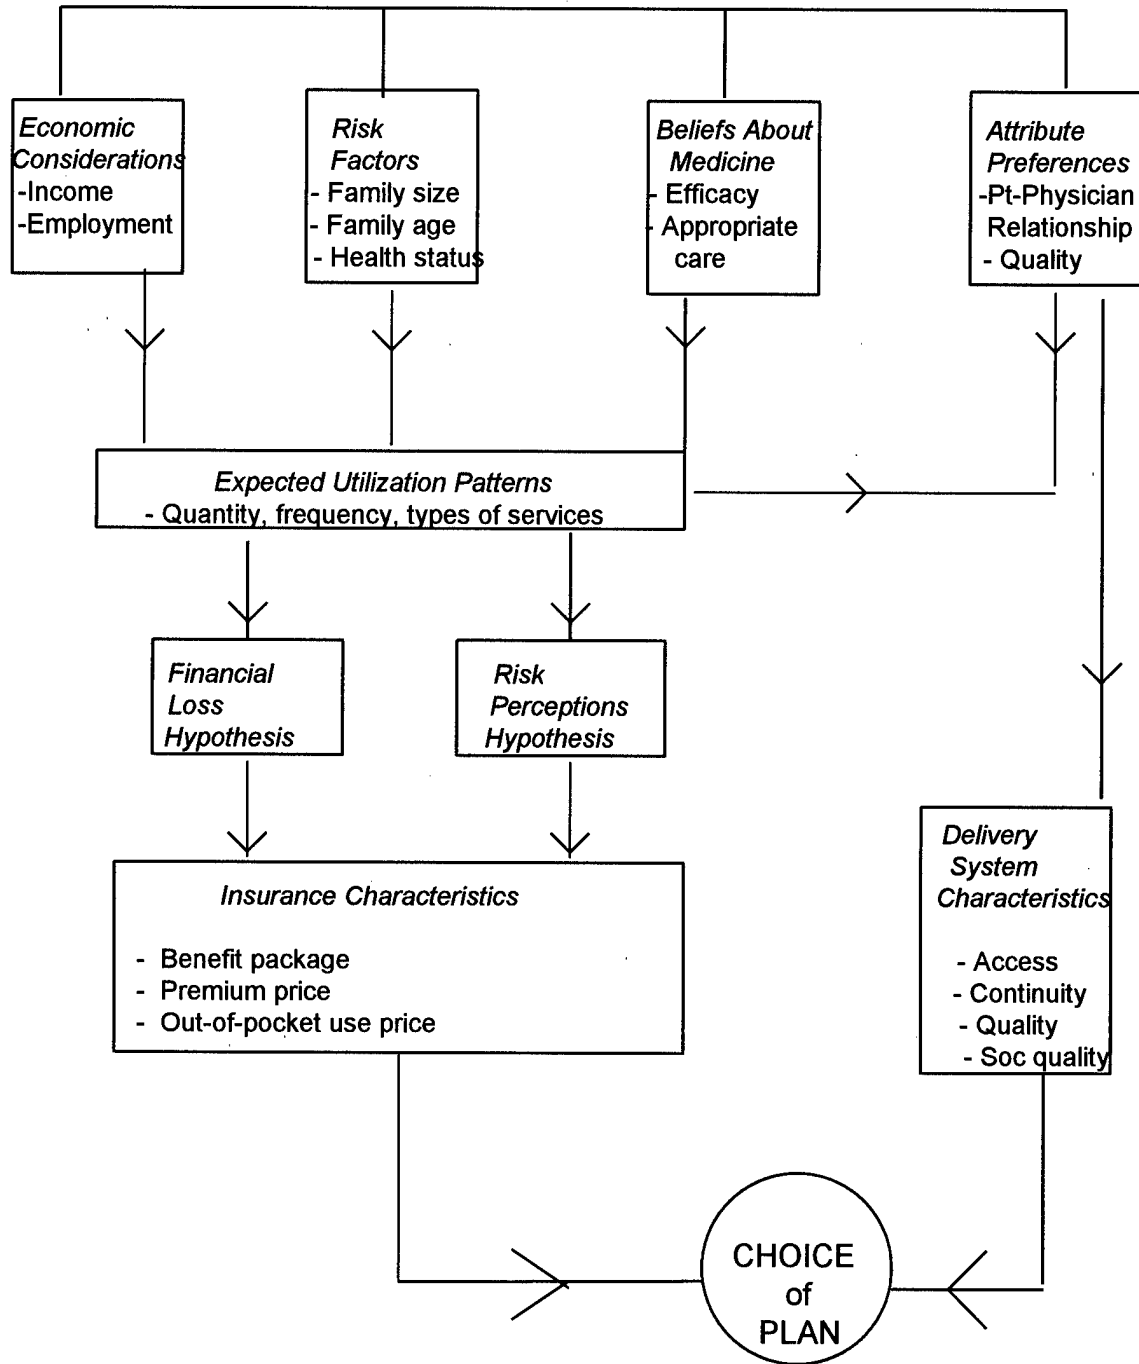 Economic
Considerations
-Income
-Employment
Risk
Factors
- Family size
- Family age
- Health status
Beliefs About
Medicine
- Efficacy
- Appropriate
care
Attribute
Preferences
-Pt-Physician
Relationship
- Quality
Expected Utilization Patterns
- Quantity, frequency, types of services
Financial
Loss
Hypothesis
Risk
Perceptions
Hypothesis
Insurance Characteristics
- Benefit package
- Premium price
- Out-of-pocket use price
Delivery
System
Characteristics
- Access
- Continuity
- Quality
- Soc quality
CHOICE
of
PLAN